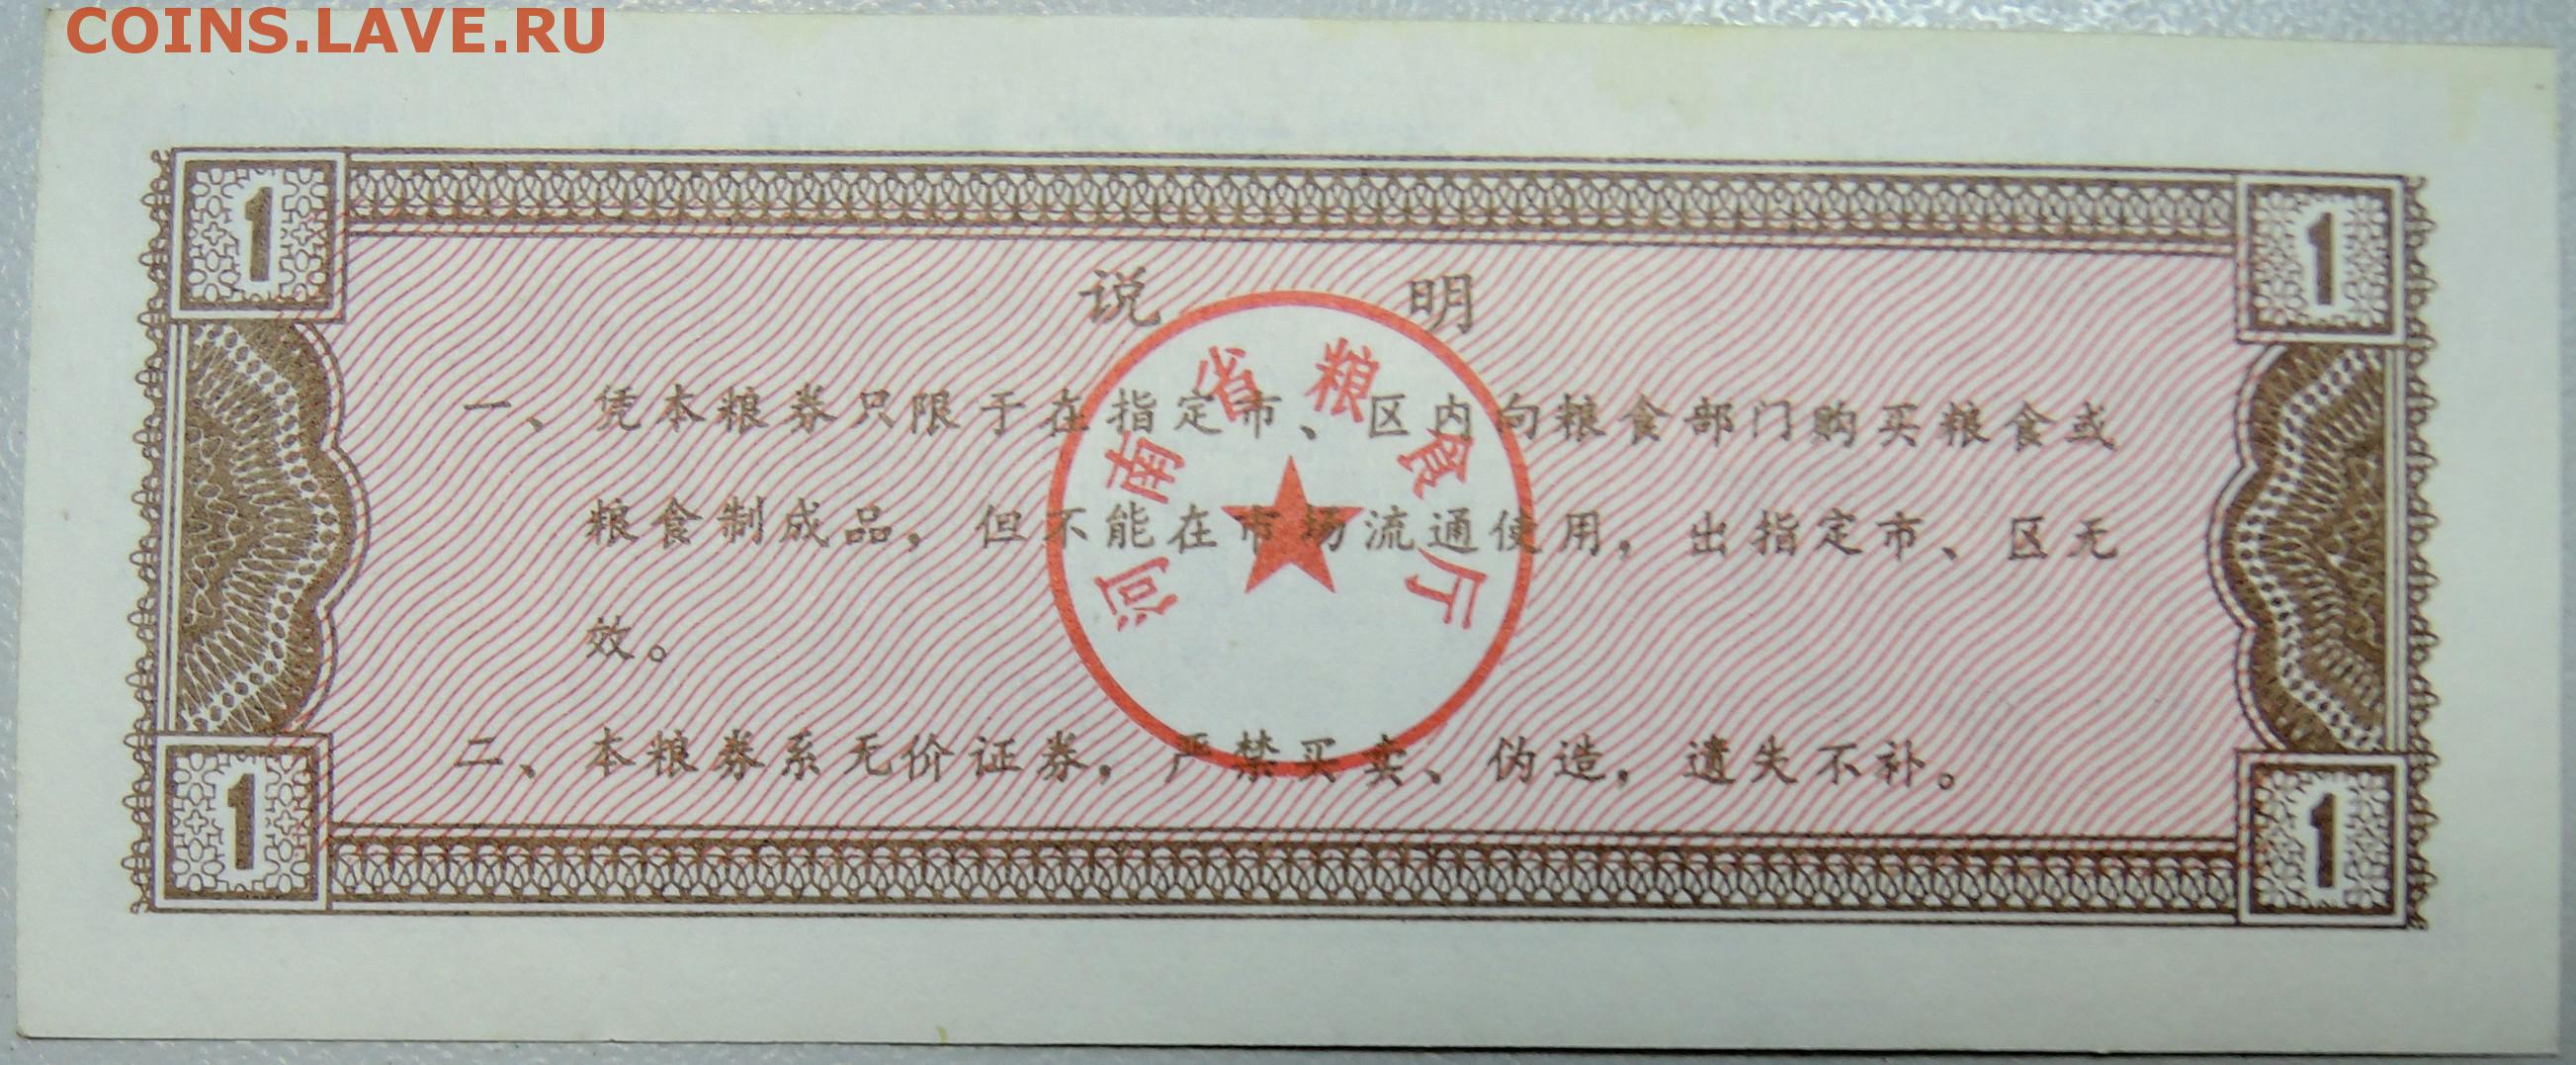 COINS.LAVE.RU
1
1
说 明
河南省粮食厅
一、凭本粮券只限于在指定市、区内向粮食部门购买粮食或
粮食制成品，但不能在市场流通使用，出指定市、区无
效。
二、本粮券系无价证券，严禁买卖、伪造，遗失不补。
1
1